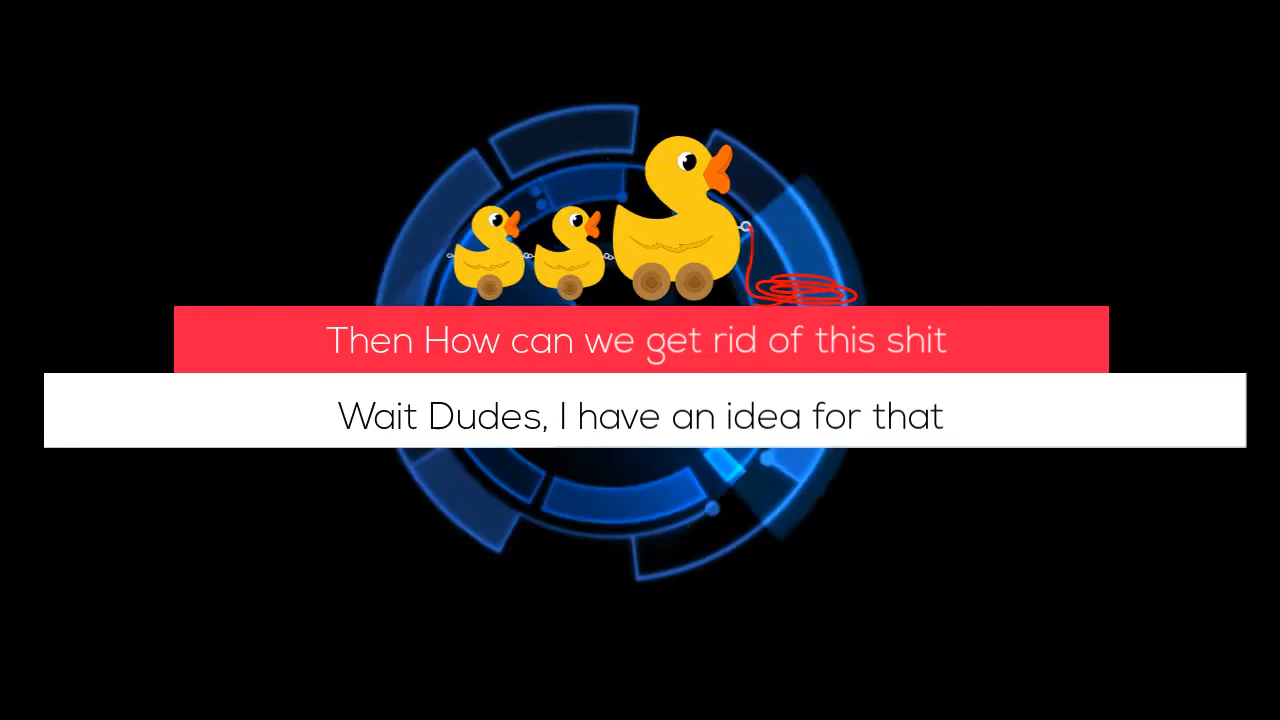 Then How can we get rid of this shit
Wait Dudes, I have an idea for that